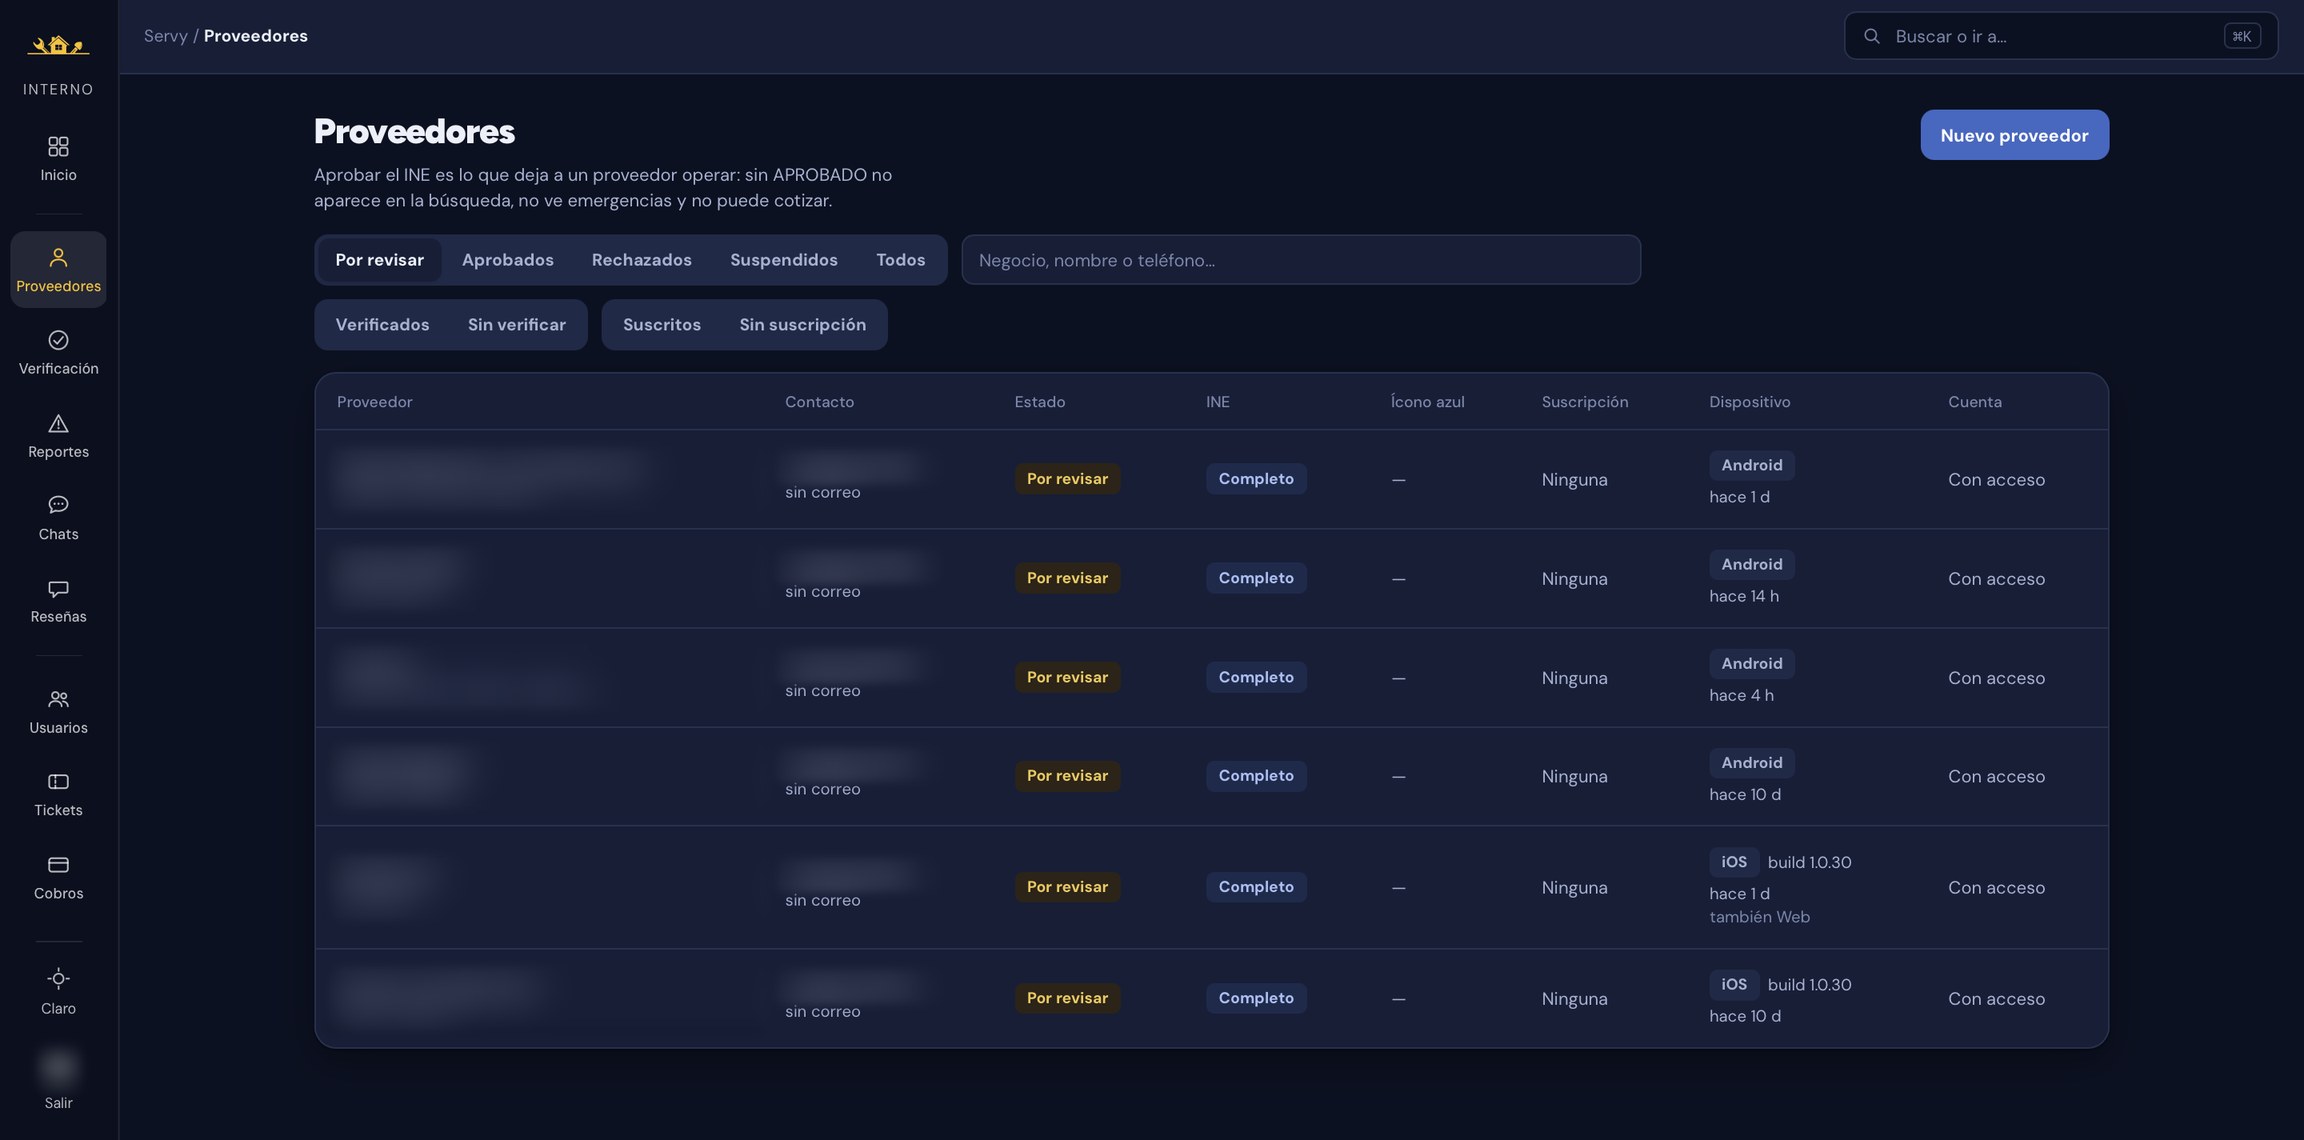 Servy / Proveedores
Buscar o ir a...
⌘K
INTERNO
Inicio
Proveedores
Verificación
Reportes
Chats
Reseñas
Usuarios
Tickets
Cobros
Claro
Salir
Proveedores
Nuevo proveedor
Aprobar el INE es lo que deja a un proveedor operar: sin APROBADO no
aparece en la búsqueda, no ve emergencias y no puede cotizar.
Por revisar Aprobados Rechazados Suspendidos Todos
Negocio, nombre o teléfono...
Verificados Sin verificar Suscritos Sin suscripción
Proveedor Contacto Estado INE Ícono azul Suscripción Dispositivo Cuenta
sin correo Por revisar Completo — Ninguna Android Con acceso
hace 1 d
sin correo Por revisar Completo — Ninguna Android Con acceso
hace 14 h
sin correo Por revisar Completo — Ninguna Android Con acceso
hace 4 h
sin correo Por revisar Completo — Ninguna Android Con acceso
hace 10 d
sin correo Por revisar Completo — Ninguna iOS build 1.0.30 Con acceso
hace 1 d
también Web
sin correo Por revisar Completo — Ninguna iOS build 1.0.30 Con acceso
hace 10 d